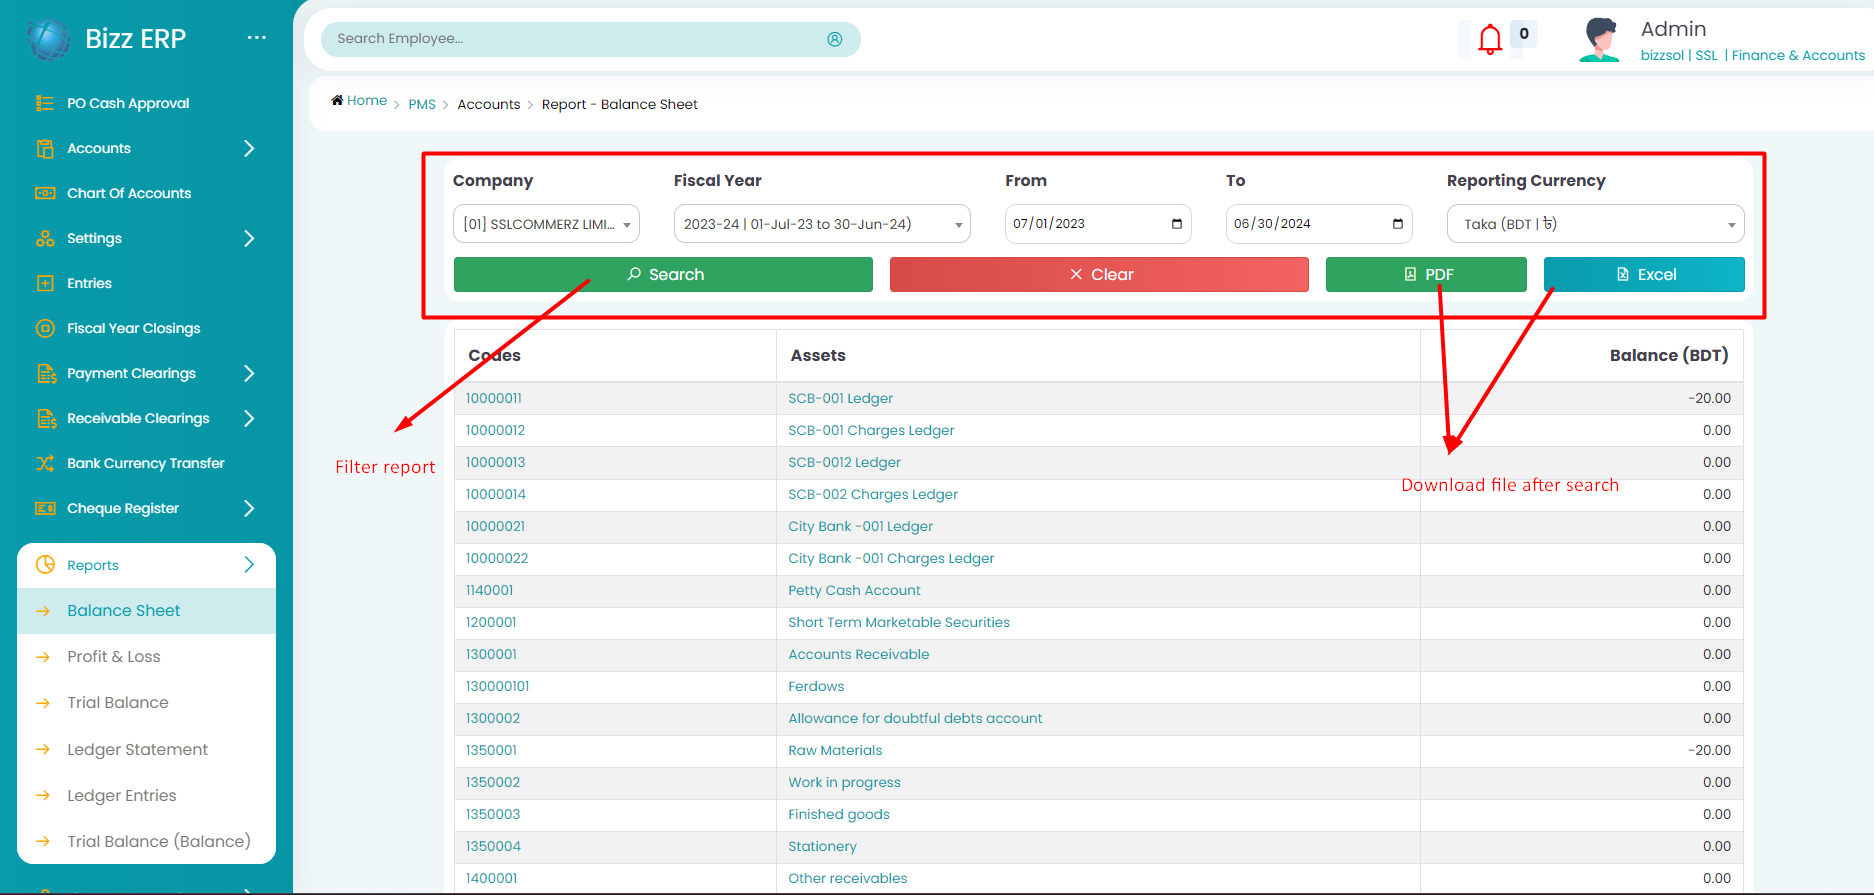 Bizz ERP
...
Search Employee...
0
Admin
bizzsol | SSL | Finance & Accounts
PO Cash Approval
Accounts
Chart Of Accounts
Settings
Entries
Fiscal Year Closings
Payment Clearings
Receivable Clearings
Bank Currency Transfer
Cheque Register
Reports
Balance Sheet
Profit & Loss
Trial Balance
Ledger Statement
Ledger Entries
Trial Balance (Balance)
Home > PMS > Accounts > Report - Balance Sheet
Company Fiscal Year From To Reporting Currency
[01] SSLCOMMERZ LIMI... 2023-24 | 01-Jul-23 to 30-Jun-24) 07/01/2023 06/30/2024 Taka (BDT | ৳)
Search Clear PDF Excel
Codes Assets Balance (BDT)
10000011 SCB-001 Ledger -20.00
10000012 SCB-001 Charges Ledger 0.00
10000013 SCB-0012 Ledger 0.00
Filter report
10000014 SCB-002 Charges Ledger 0.00
Download file after search
10000021 City Bank -001 Ledger 0.00
10000022 City Bank -001 Charges Ledger 0.00
1140001 Petty Cash Account 0.00
1200001 Short Term Marketable Securities 0.00
1300001 Accounts Receivable 0.00
130000101 Ferdows 0.00
1300002 Allowance for doubtful debts account 0.00
1350001 Raw Materials -20.00
1350002 Work in progress 0.00
1350003 Finished goods 0.00
1350004 Stationery 0.00
1400001 Other receivables 0.00